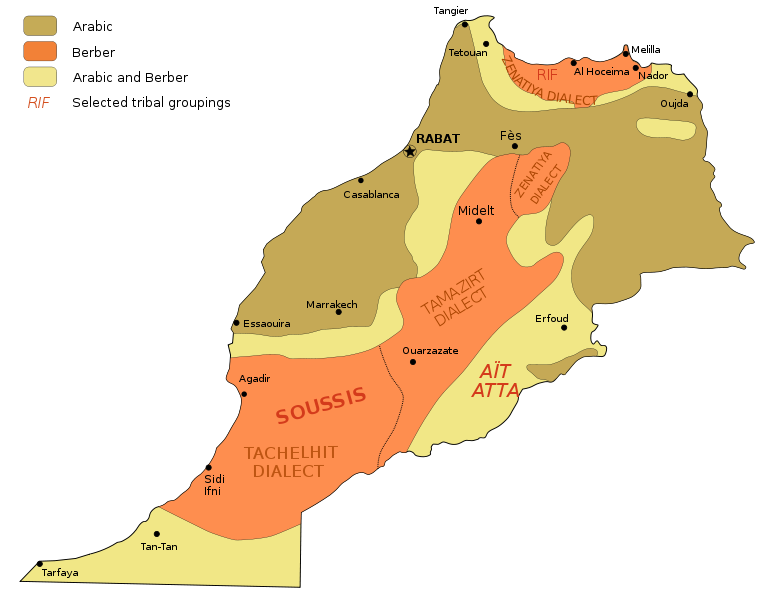 Arabic
Berber
Arabic and Berber
RIF
Selected tribal groupings
Tangier
Tetouan
Melilla
RIF
Al Hoceima
Nador
ZENATIYA DIALECT
Oujda
RABAT
Fès
Casablanca
ZENATIYA
DIALECT
Midelt
TAMAZIRT
DIALECT
Marrakech
Essaouira
Erfoud
Ouarzazate
AÏT
ATTA
Agadir
SOUSSIS
TACHELHIT
DIALECT
Sidi
Ifni
Tan-Tan
Tarfaya